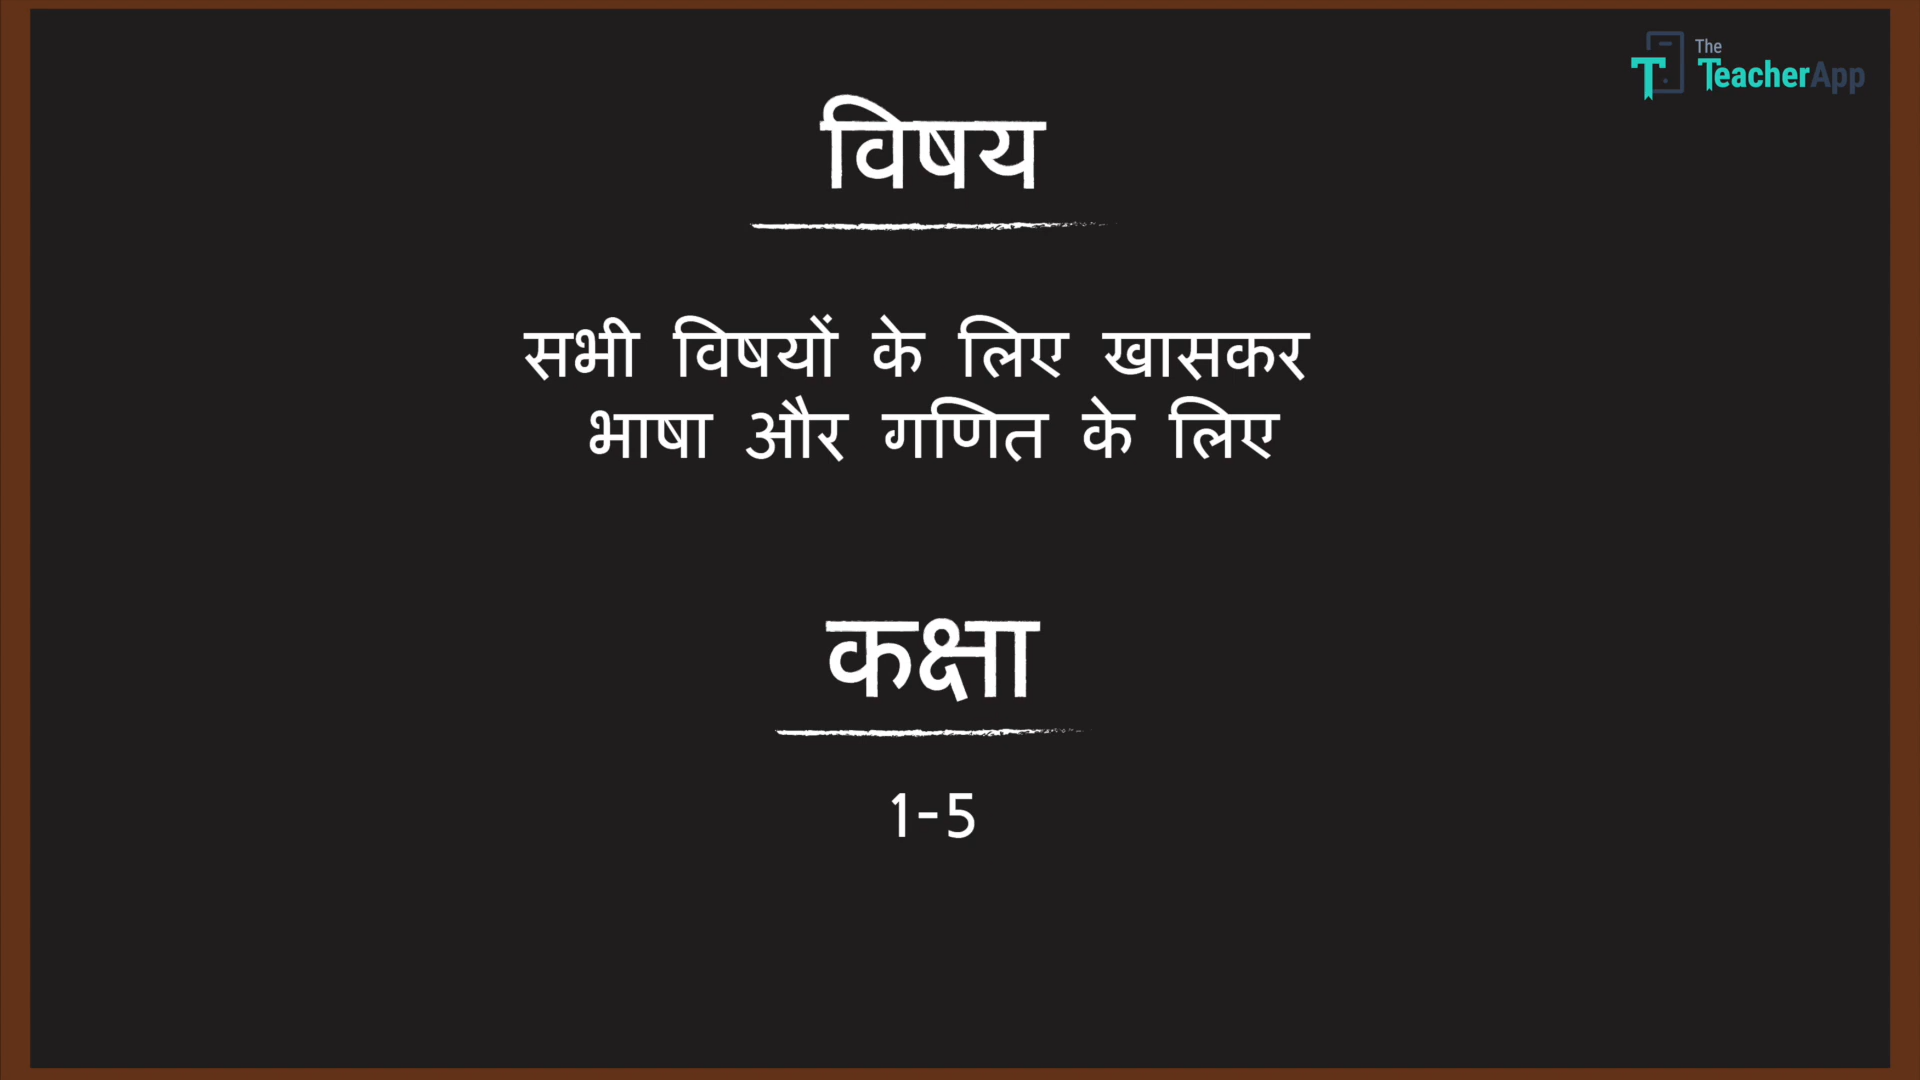 The
TeacherApp
विषय
सभी विषयों के लिए खासकर
भाषा और गणित के लिए
कक्षा
1-5